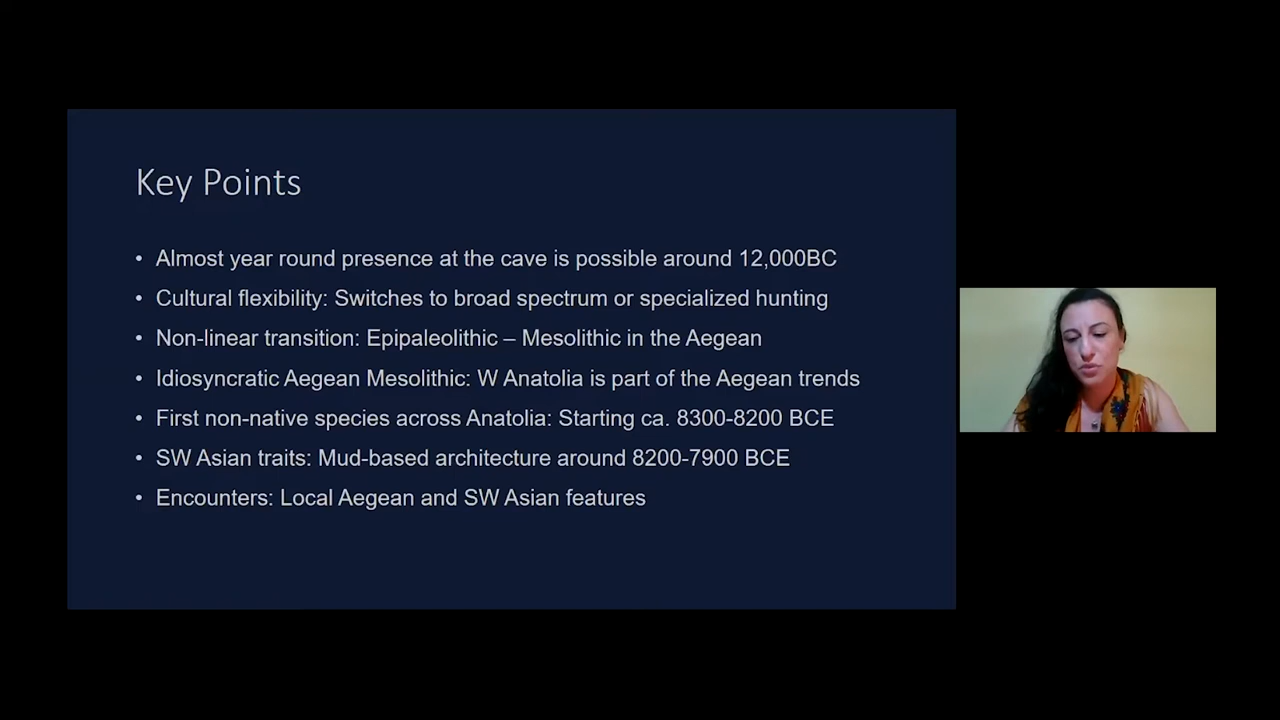 Key Points
• Almost year round presence at the cave is possible around 12,000BC
• Cultural flexibility: Switches to broad spectrum or specialized hunting
• Non-linear transition: Epipaleolithic – Mesolithic in the Aegean
• Idiosyncratic Aegean Mesolithic: W Anatolia is part of the Aegean trends
• First non-native species across Anatolia: Starting ca. 8300-8200 BCE
• SW Asian traits: Mud-based architecture around 8200-7900 BCE
• Encounters: Local Aegean and SW Asian features